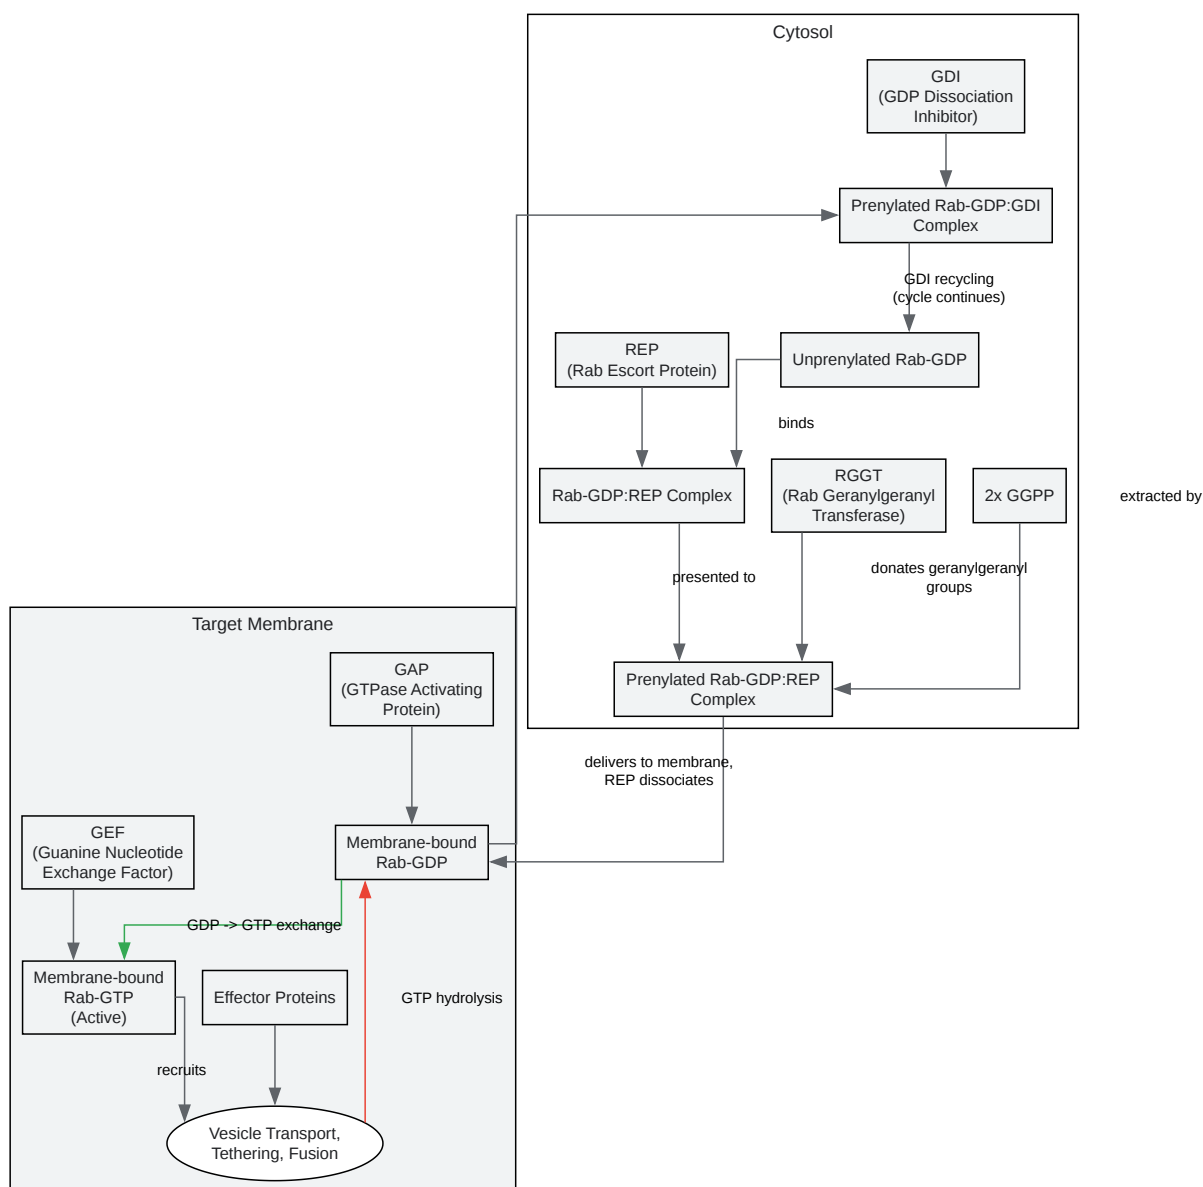 Cytosol
GDI
(GDP Dissociation
Inhibitor)
Prenylated Rab-GDP:GDI
Complex
GDI recycling
(cycle continues)
REP
(Rab Escort Protein)
Unprenylated Rab-GDP
binds
Rab-GDP:REP Complex
RGGT
(Rab Geranylgeranyl
Transferase)
2x GGPP
extracted by
presented to
donates geranylgeranyl
groups
Prenylated Rab-GDP:REP
Complex
delivers to membrane,
REP dissociates
Target Membrane
GAP
(GTPase Activating
Protein)
GEF
(Guanine Nucleotide
Exchange Factor)
Membrane-bound
Rab-GDP
GDP -> GTP exchange
Membrane-bound
Rab-GTP
(Active)
Effector Proteins
GTP hydrolysis
recruits
Vesicle Transport,
Tethering, Fusion